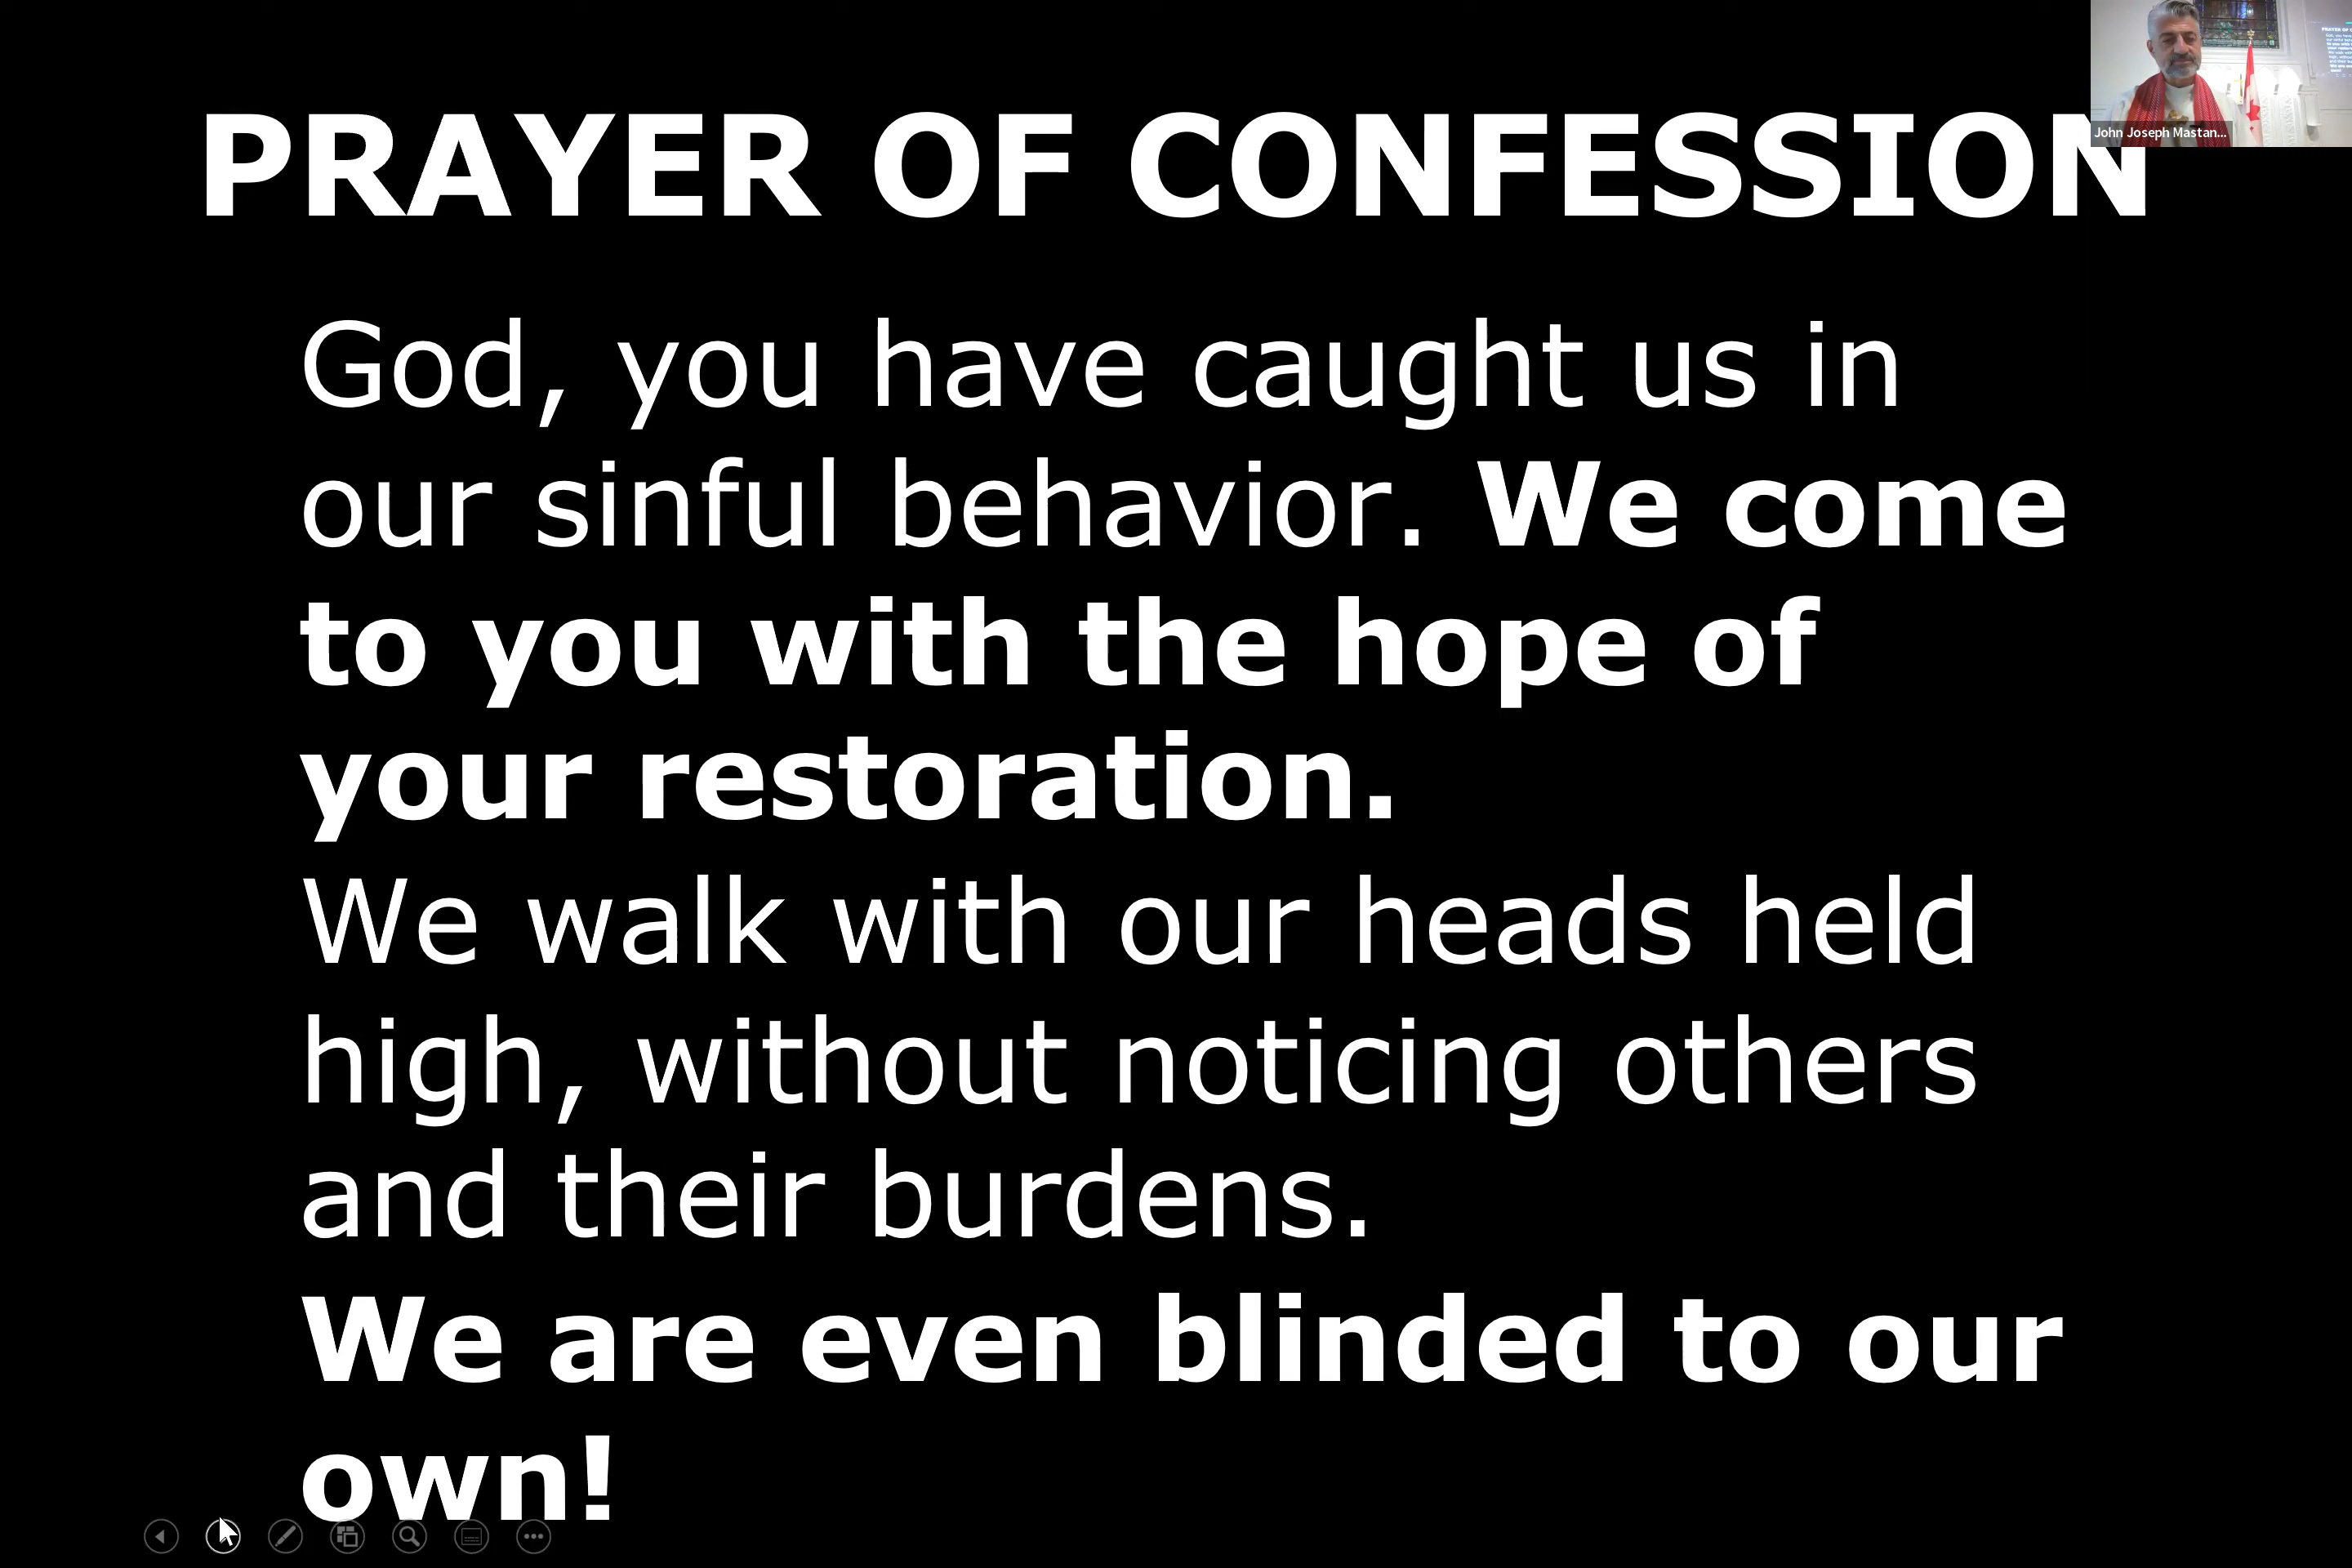 PRAYER OF CONFESSION
John Joseph Mastan...
God, you have caught us in
our sinful behavior. We come
to you with the hope of
your restoration.
We walk with our heads held
high, without noticing others
and their burdens.
We are even blinded to our
own!